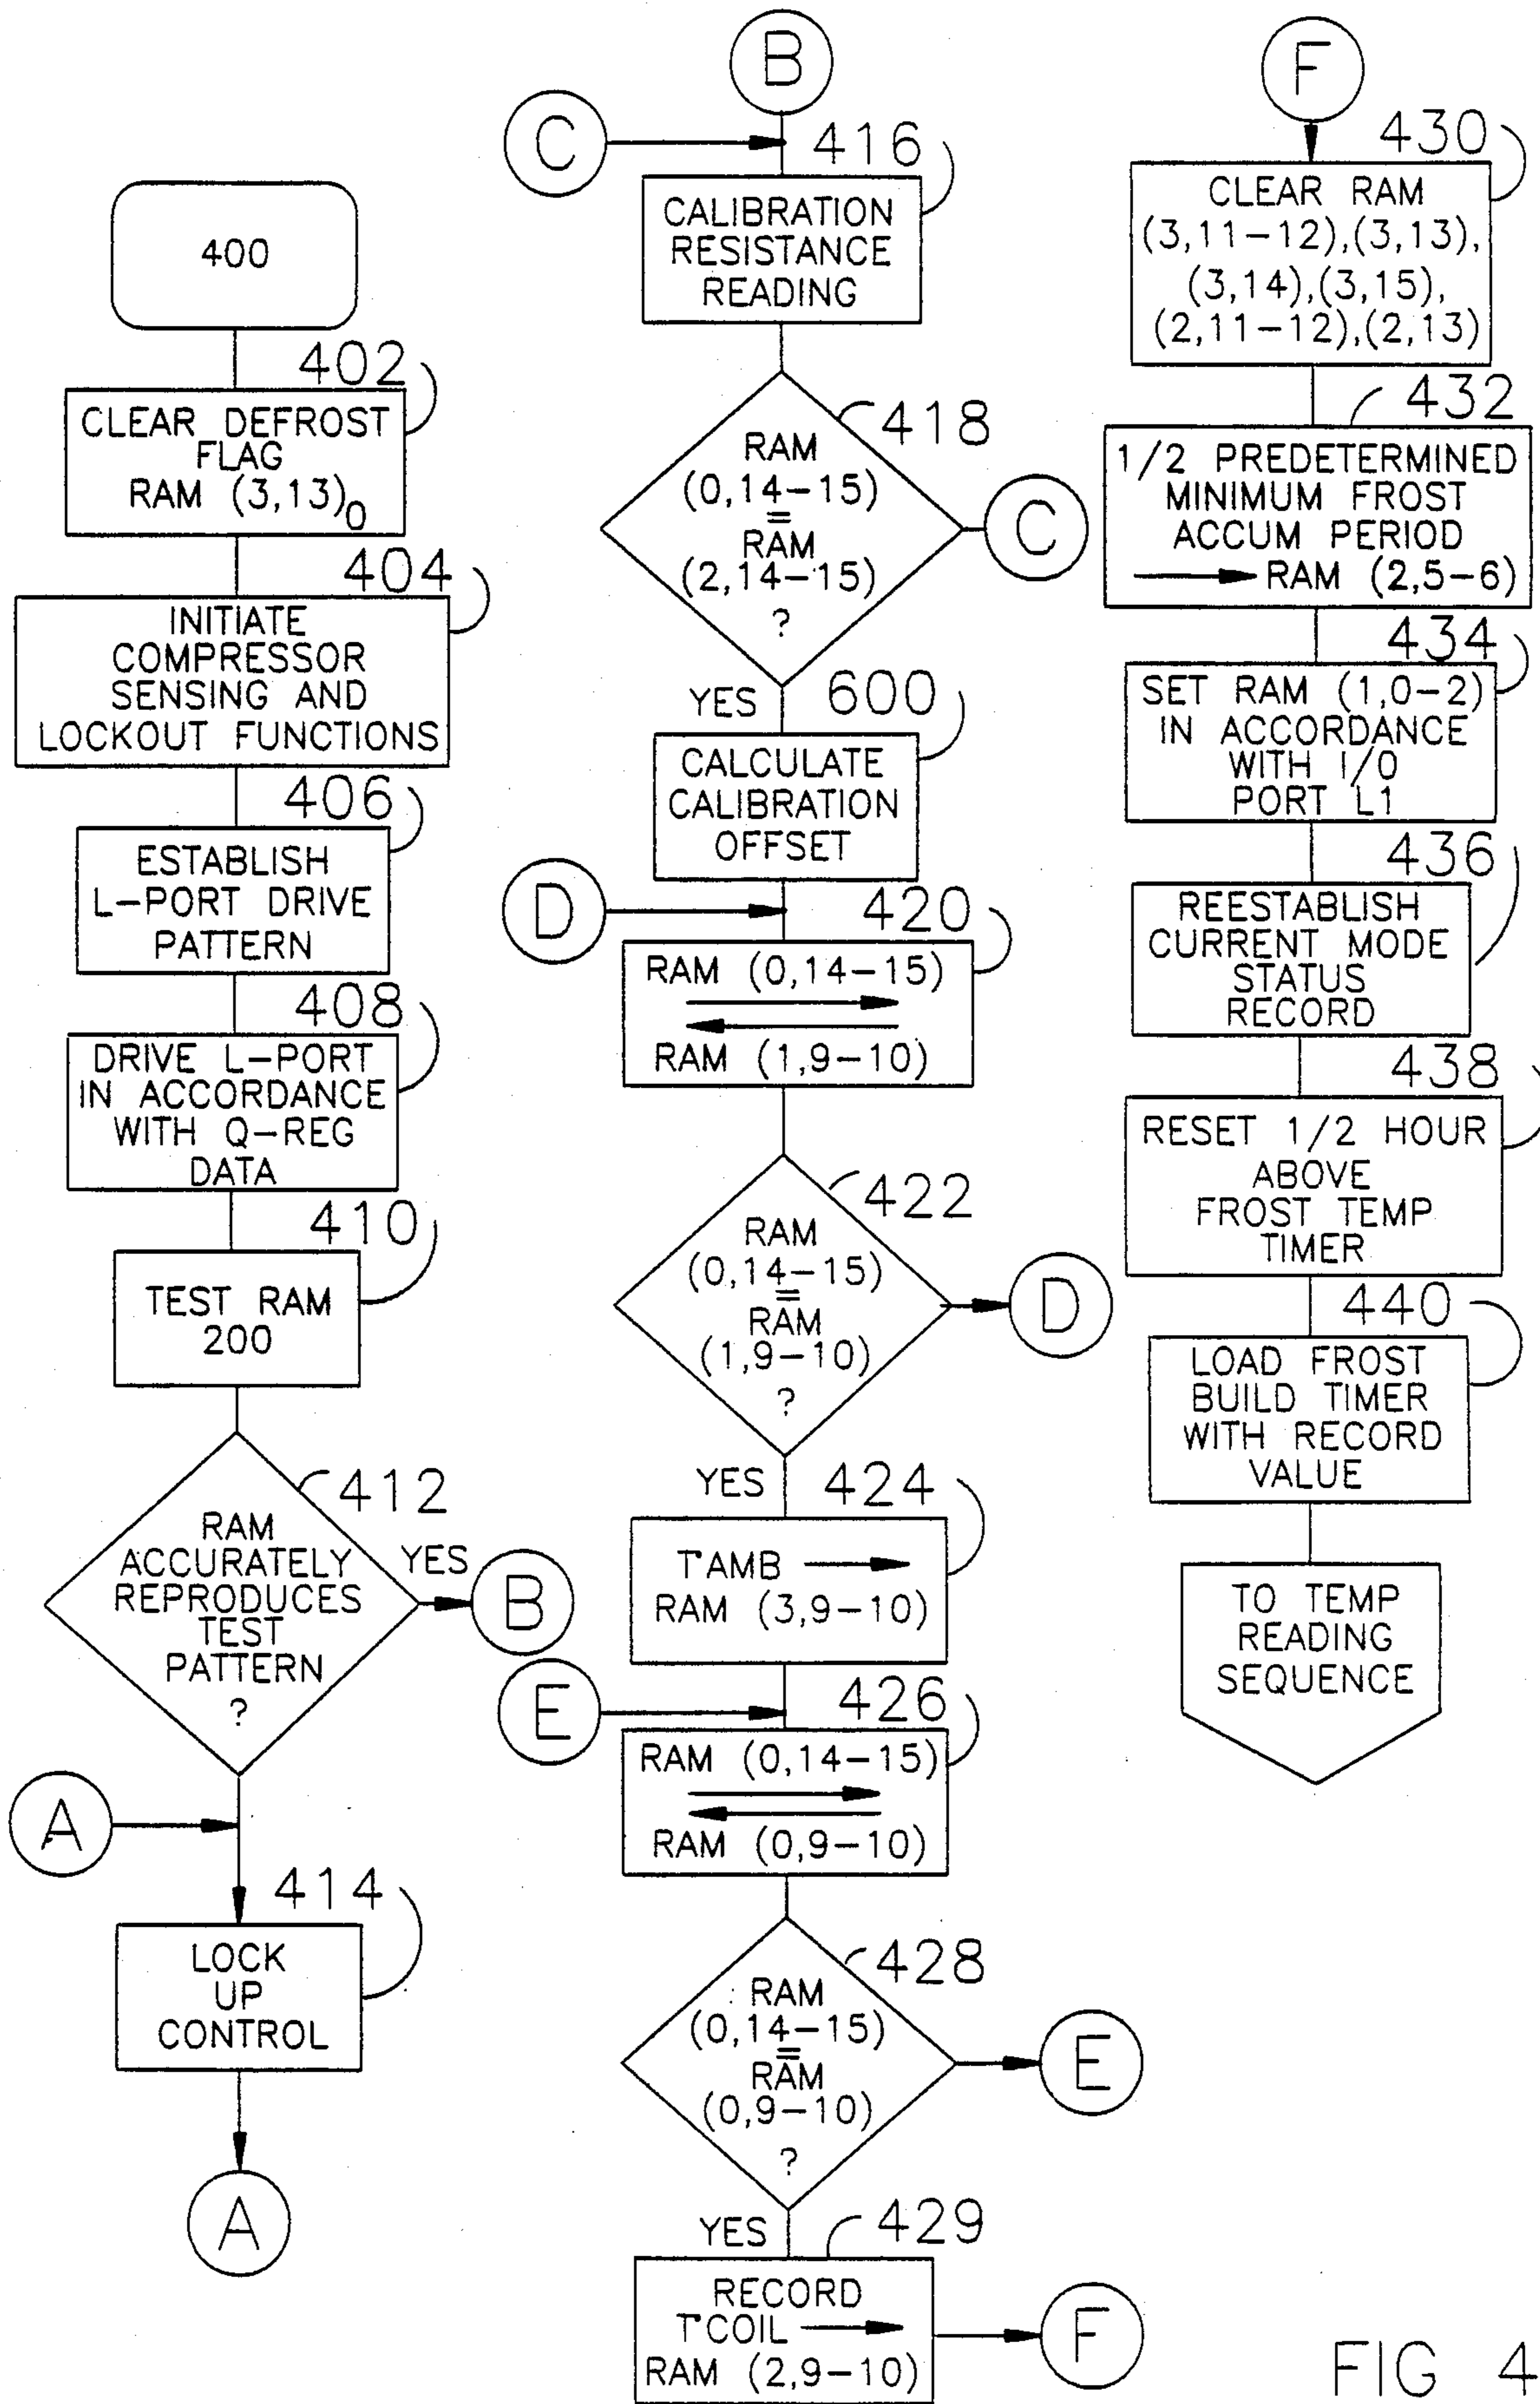 400
402
CLEAR DEFROST
FLAG
RAM (3,13)0
404
INITIATE
COMPRESSOR
SENSING AND
LOCKOUT FUNCTIONS
406
ESTABLISH
L-PORT DRIVE
PATTERN
408
DRIVE L-PORT
IN ACCORDANCE
WITH Q-REG
DATA
410
TEST RAM
200
412
RAM
ACCURATELY
REPRODUCES
TEST
PATTERN
?
YES
B
A
414
LOCK
UP
CONTROL
A
B
C
416
CALIBRATION
RESISTANCE
READING
418
RAM
(0,14-15)
=
RAM
(2,14-15)
?
C
YES
600
CALCULATE
CALIBRATION
OFFSET
D
420
RAM (0,14-15)
RAM (1,9-10)
422
RAM
(0,14-15)
=
RAM
(1,9-10)
?
D
YES
424
TAMB
RAM (3,9-10)
E
426
RAM (0,14-15)
RAM (0,9-10)
428
RAM
(0,14-15)
=
RAM
(0,9-10)
?
E
YES
429
RECORD
TCOIL
RAM (2,9-10)
F
F
430
CLEAR RAM
(3,11-12),(3,13),
(3,14),(3,15),
(2,11-12),(2,13)
432
1/2 PREDETERMINED
MINIMUM FROST
ACCUM PERIOD
RAM (2,5-6)
434
SET RAM (1,0-2)
IN ACCORDANCE
WITH I/O
PORT L1
436
REESTABLISH
CURRENT MODE
STATUS
RECORD
438
RESET 1/2 HOUR
ABOVE
FROST TEMP
TIMER
440
LOAD FROST
BUILD TIMER
WITH RECORD
VALUE
TO TEMP
READING
SEQUENCE
FIG 4